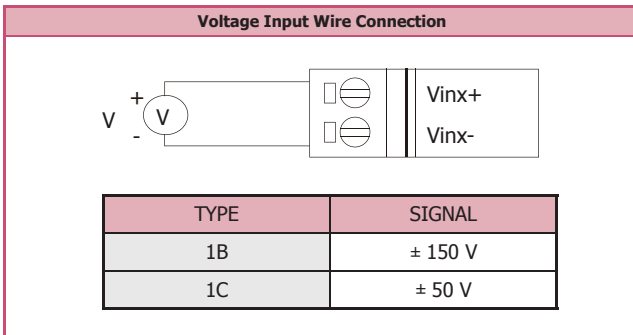 Voltage Input Wire Connection
+
V
V
-
Vinx+
Vinx-
TYPE SIGNAL
1B ± 150 V
1C ± 50 V